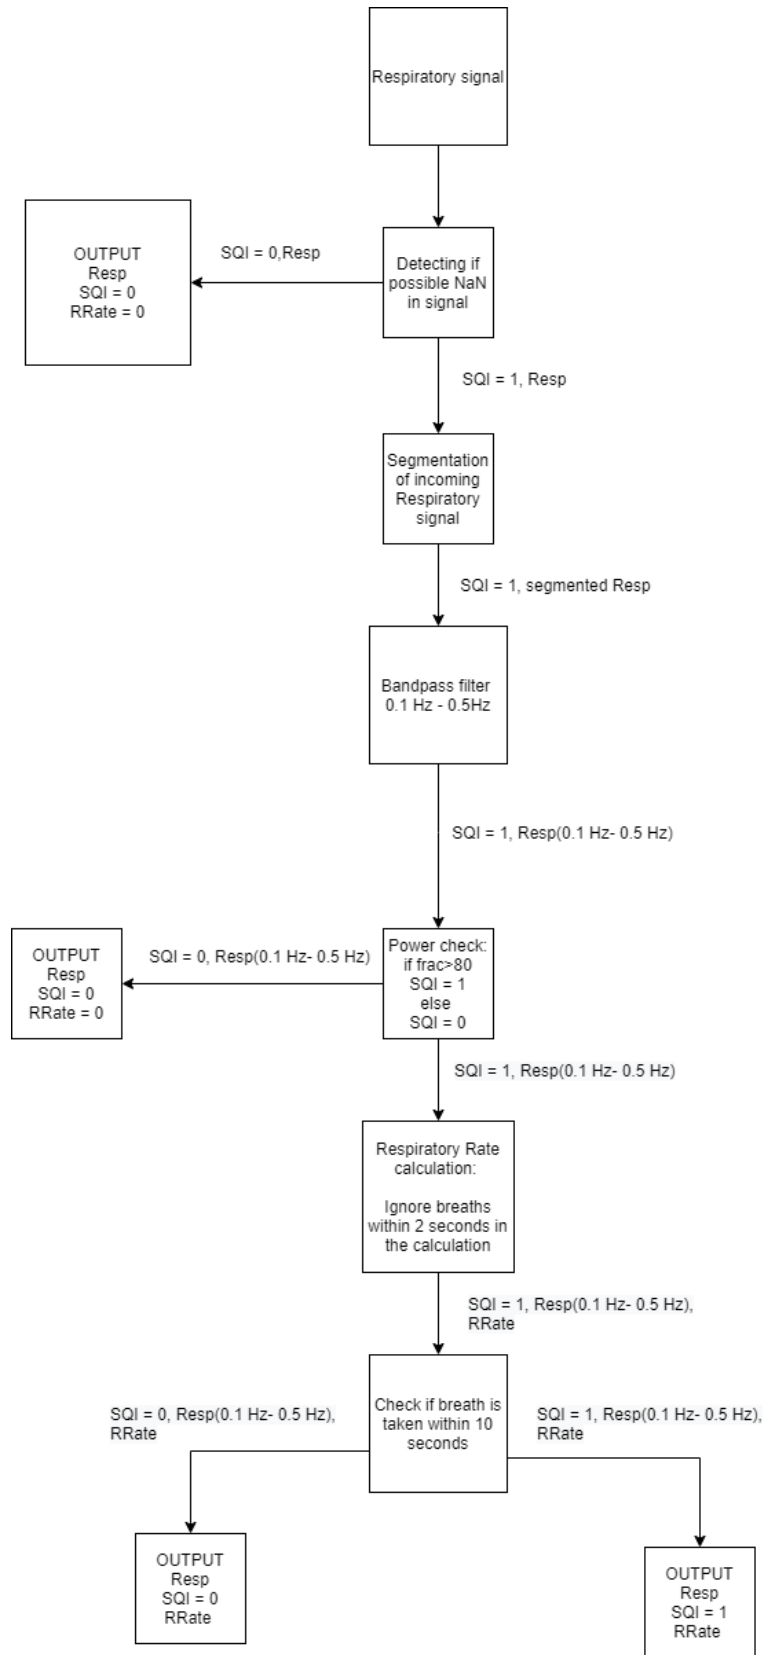 Respiratory signal
OUTPUT
Resp
SQI = 0
RRate = 0
SQI = 0,Resp
Detecting if
possible NaN
in signal
SQI = 1, Resp
Segmentation
of incoming
Respiratory
signal
SQI = 1, segmented Resp
Bandpass filter
0.1 Hz - 0.5Hz
SQI = 1, Resp(0.1 Hz- 0.5 Hz)
OUTPUT
Resp
SQI = 0
RRate = 0
SQI = 0, Resp(0.1 Hz- 0.5 Hz)
Power check:
if frac>80
SQI = 1
else
SQI = 0
SQI = 1, Resp(0.1 Hz- 0.5 Hz)
Respiratory Rate
calculation:
Ignore breaths
within 2 seconds in
the calculation
SQI = 1, Resp(0.1 Hz- 0.5 Hz),
RRate
SQI = 0, Resp(0.1 Hz- 0.5 Hz),
RRate
Check if breath is
taken within 10
seconds
SQI = 1, Resp(0.1 Hz- 0.5 Hz),
RRate
OUTPUT
Resp
SQI = 0
RRate
OUTPUT
Resp
SQI = 1
RRate